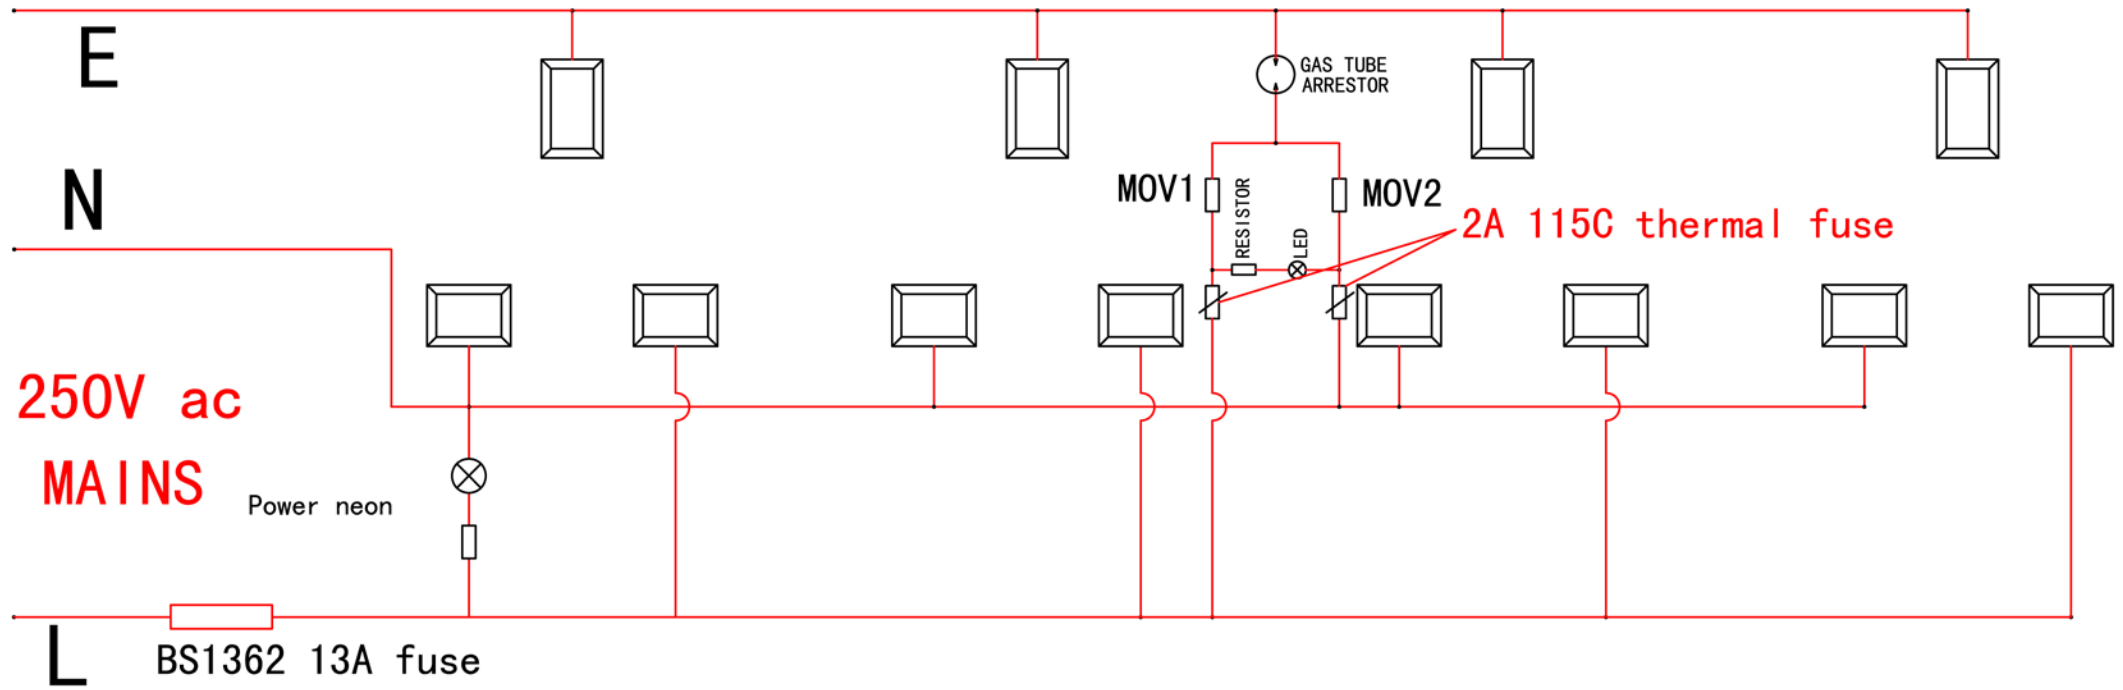 E
GAS TUBE
ARRESTOR
N
MOV1
RESISTOR
LED
MOV2
2A 115C thermal fuse
250V ac
MAINS
Power neon
L
BS1362 13A fuse